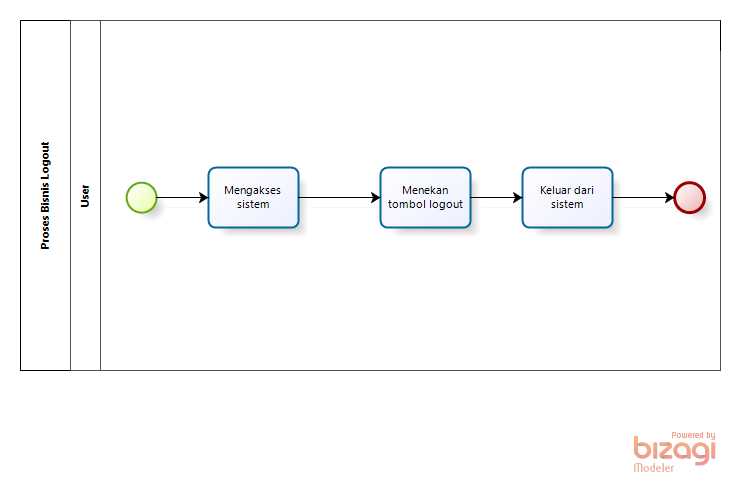 Proses Bisnis Logout
User
Mengakses
sistem
Menekan
tombol logout
Keluar dari
sistem
Powered by
bizagi
Modeler